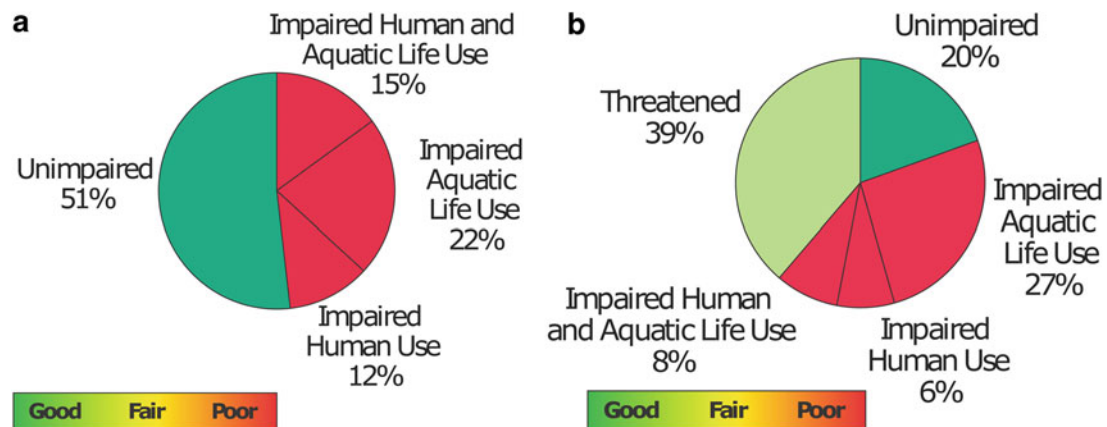 a
Impaired Human and
Aquatic Life Use
15%
Unimpaired
51%
Impaired
Aquatic
Life Use
22%
Impaired
Human Use
12%
Good Fair Poor
b
Unimpaired
20%
Threatened
39%
Impaired
Aquatic
Life Use
27%
Impaired Human
and Aquatic Life Use
8%
Impaired
Human Use
6%
Good Fair Poor